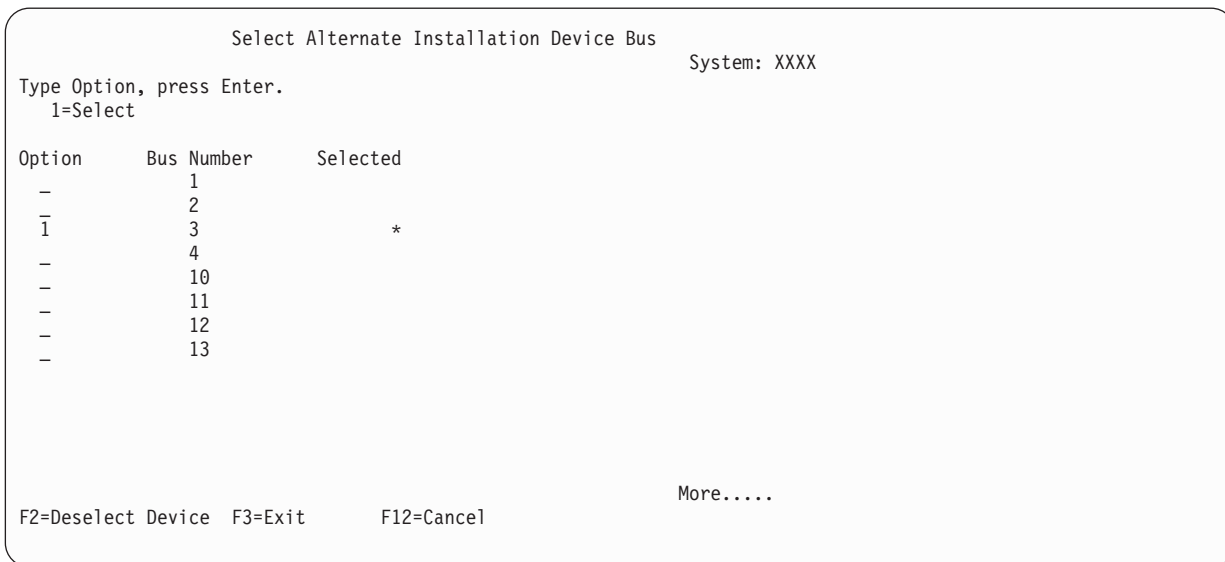 Select Alternate Installation Device Bus
System: XXXX
Type Option, press Enter.
1=Select
Option Bus Number Selected
_ 1
_ 2
1 3 *
_ 4
_ 10
_ 11
_ 12
_ 13
More.....
F2=Deselect Device F3=Exit F12=Cancel